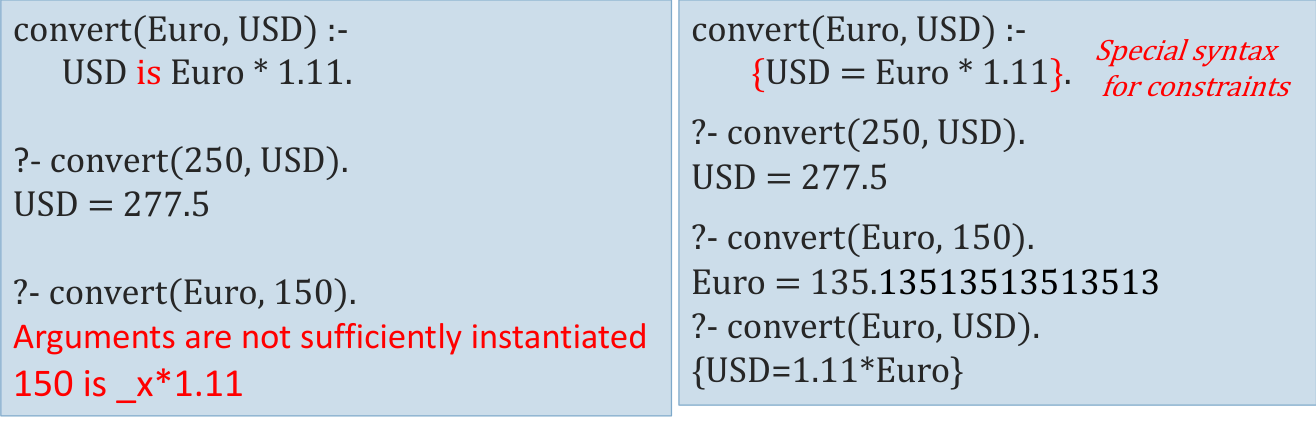 convert(Euro, USD) :-
USD is Euro * 1.11.
?- convert(250, USD).
USD = 277.5
?- convert(Euro, 150).
Arguments are not sufficiently instantiated
150 is _x*1.11
convert(Euro, USD) :-
{USD = Euro * 1.11}.
Special syntax
for constraints
?- convert(250, USD).
USD = 277.5
?- convert(Euro, 150).
Euro = 135.13513513513513
?- convert(Euro, USD).
{USD=1.11*Euro}